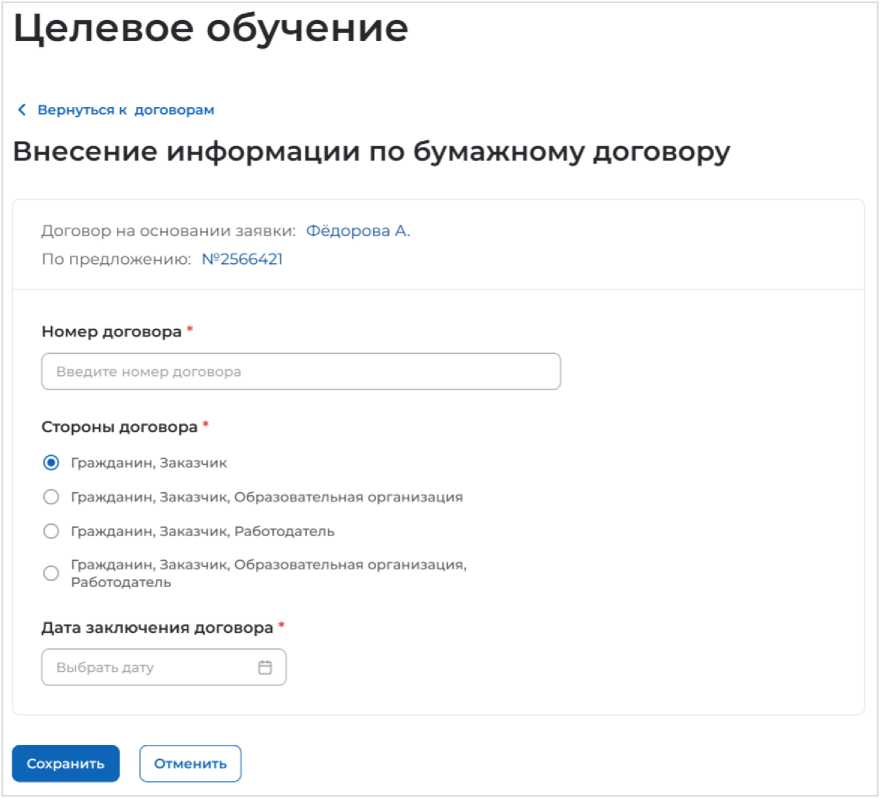 Целевое обучение
Вернуться к договорам
Внесение информации по бумажному договору
Договор на основании заявки: Фёдорова А.
По предложению: №2566421
Номер договора *
Введите номер договора
Стороны договора *
Гражданин, Заказчик
Гражданин, Заказчик, Образовательная организация
Гражданин, Заказчик, Работодатель
Гражданин, Заказчик, Образовательная организация,
Работодатель
Дата заключения договора *
Выбрать дату
Сохранить Отменить